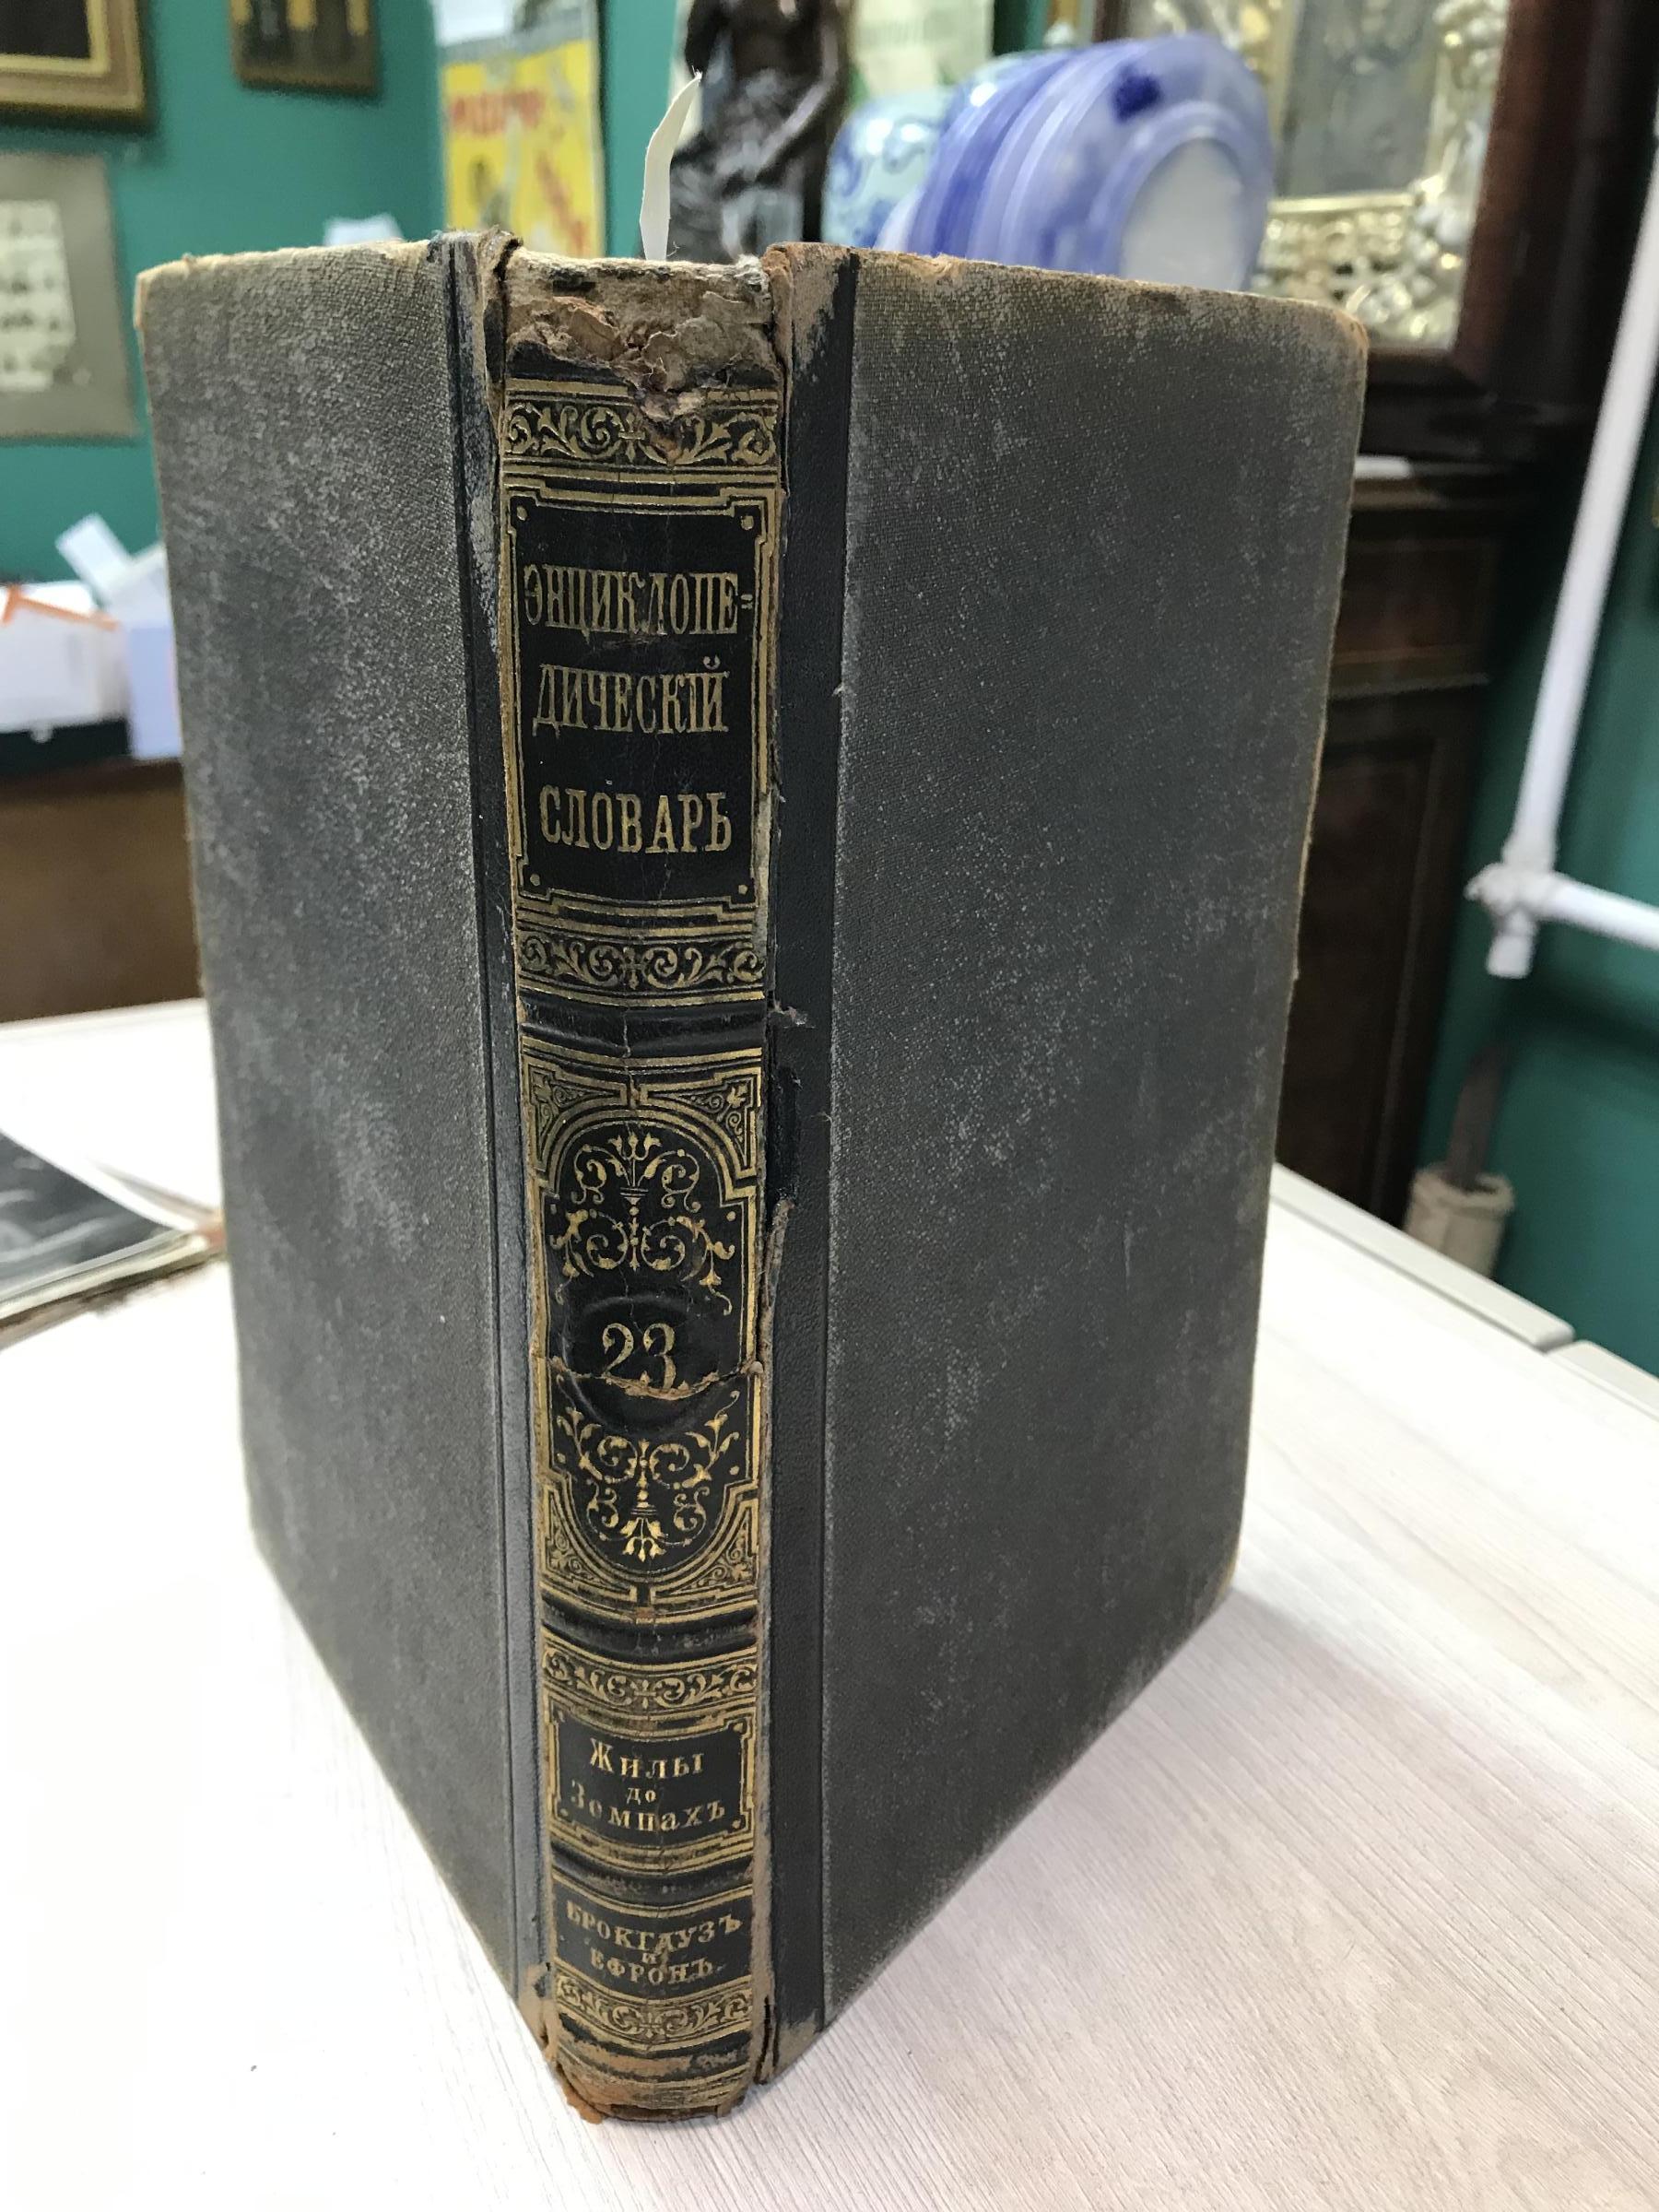 ЭНЦИКЛОПЕ-
ДИЧЕСКІЙ
СЛОВАРЬ
23.
Жилы
до
Земпахъ
БРОКГАУЗЪ
и
ЕФРОНЪ.